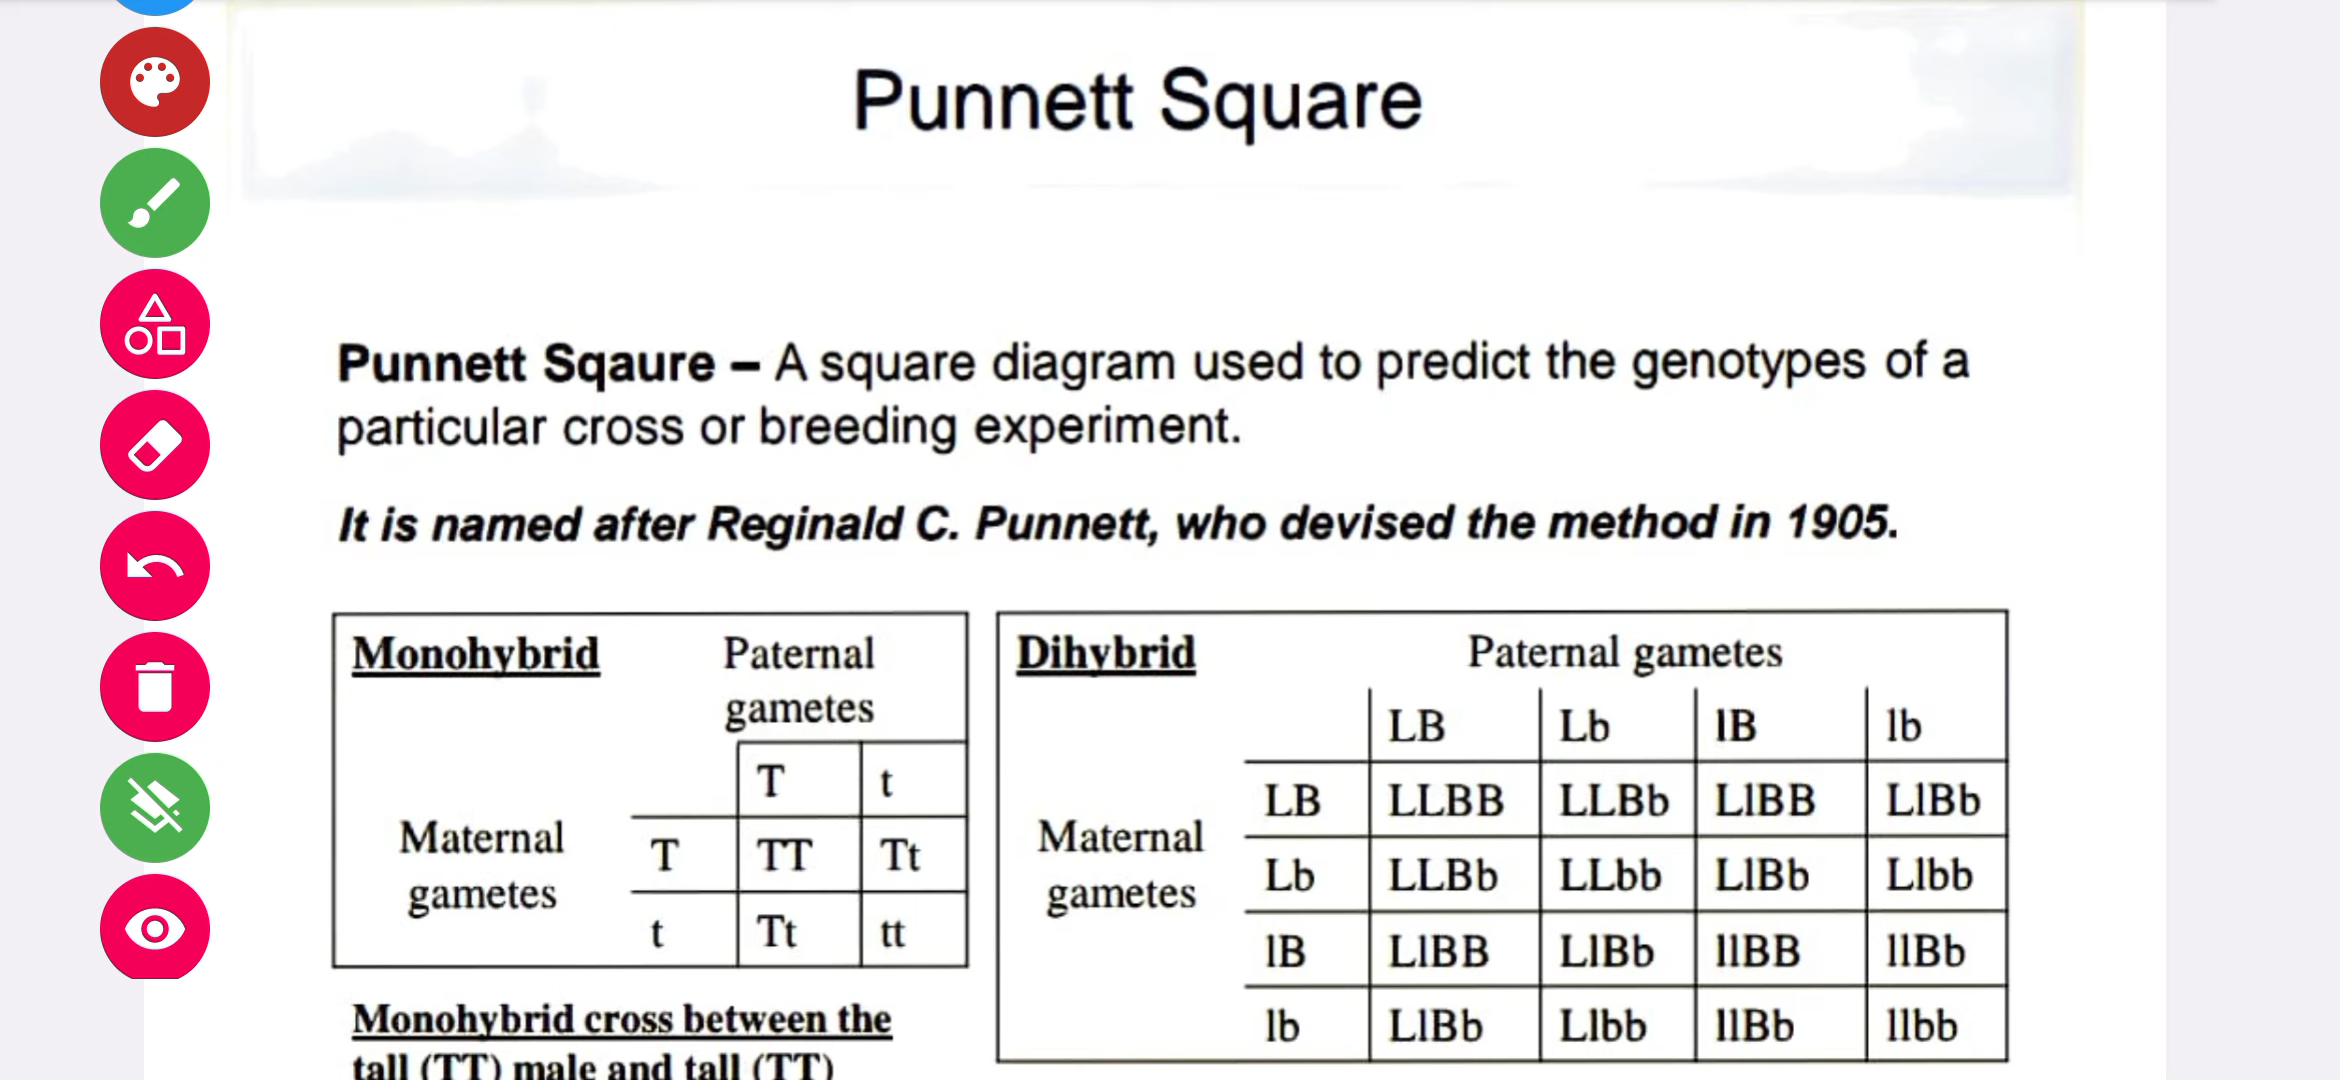 Punnett Square
Punnett Sqaure – A square diagram used to predict the genotypes of a
particular cross or breeding experiment.
It is named after Reginald C. Punnett, who devised the method in 1905.
Monohybrid Paternal
gametes
T t
Maternal
gametes
T TT Tt
t Tt tt
Monohybrid cross between the
tall (TT) male and tall (TT)
Dihybrid Paternal gametes
LB Lb lB lb
Maternal
gametes
LB LLBB LLBb LlBB LlBb
Lb LLBb LLbb LlBb Llbb
lB LlBB LlBb llBB llBb
lb LlBb Llbb llBb llbb